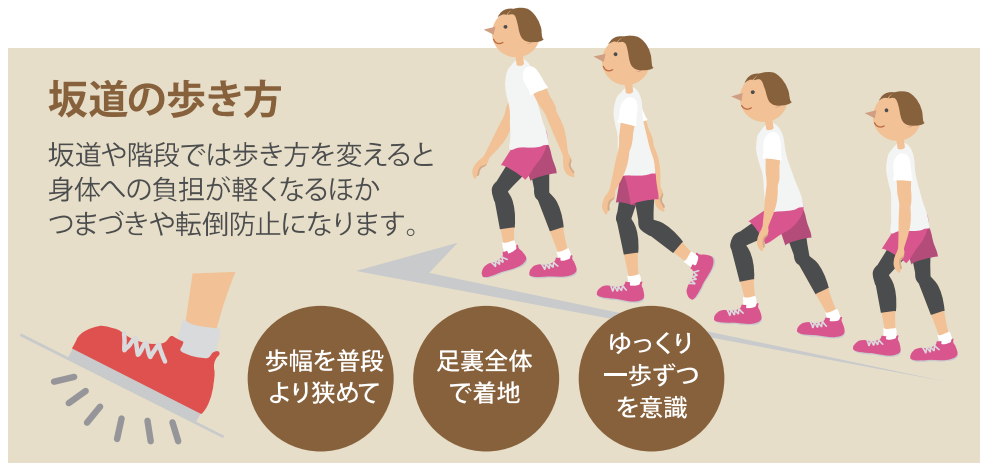 坂道の歩き方
坂道や階段では歩き方を変えると
身体への負担が軽くなるほか
つまづきや転倒防止になります。
歩幅を普段
より狭めて
足裏全体
で着地
ゆっくり
一歩ずつ
を意識